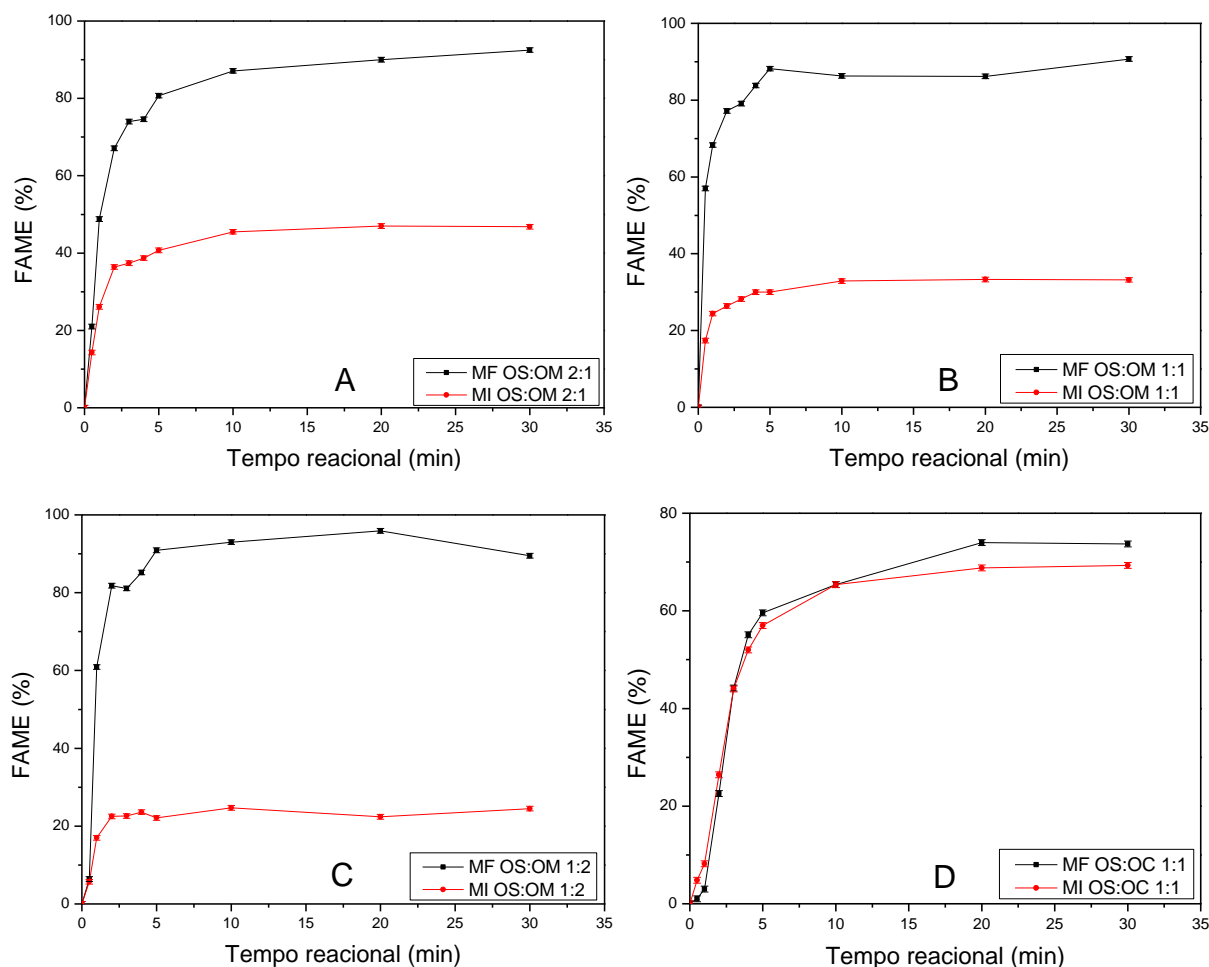 100
80
60
40
20
0
FAME (%)
0 5 10 15 20 25 30 35
Tempo reacional (min)
A
MF OS:OM 2:1
MI OS:OM 2:1
100
80
60
40
20
0
FAME (%)
0 5 10 15 20 25 30 35
Tempo reacional (min)
B
MF OS:OM 1:1
MI OS:OM 1:1
100
80
60
40
20
0
FAME (%)
0 5 10 15 20 25 30 35
Tempo reacional (min)
C
MF OS:OM 1:2
MI OS:OM 1:2
80
60
40
20
0
FAME (%)
0 5 10 15 20 25 30 35
Tempo reacional (min)
D
MF OS:OC 1:1
MI OS:OC 1:1